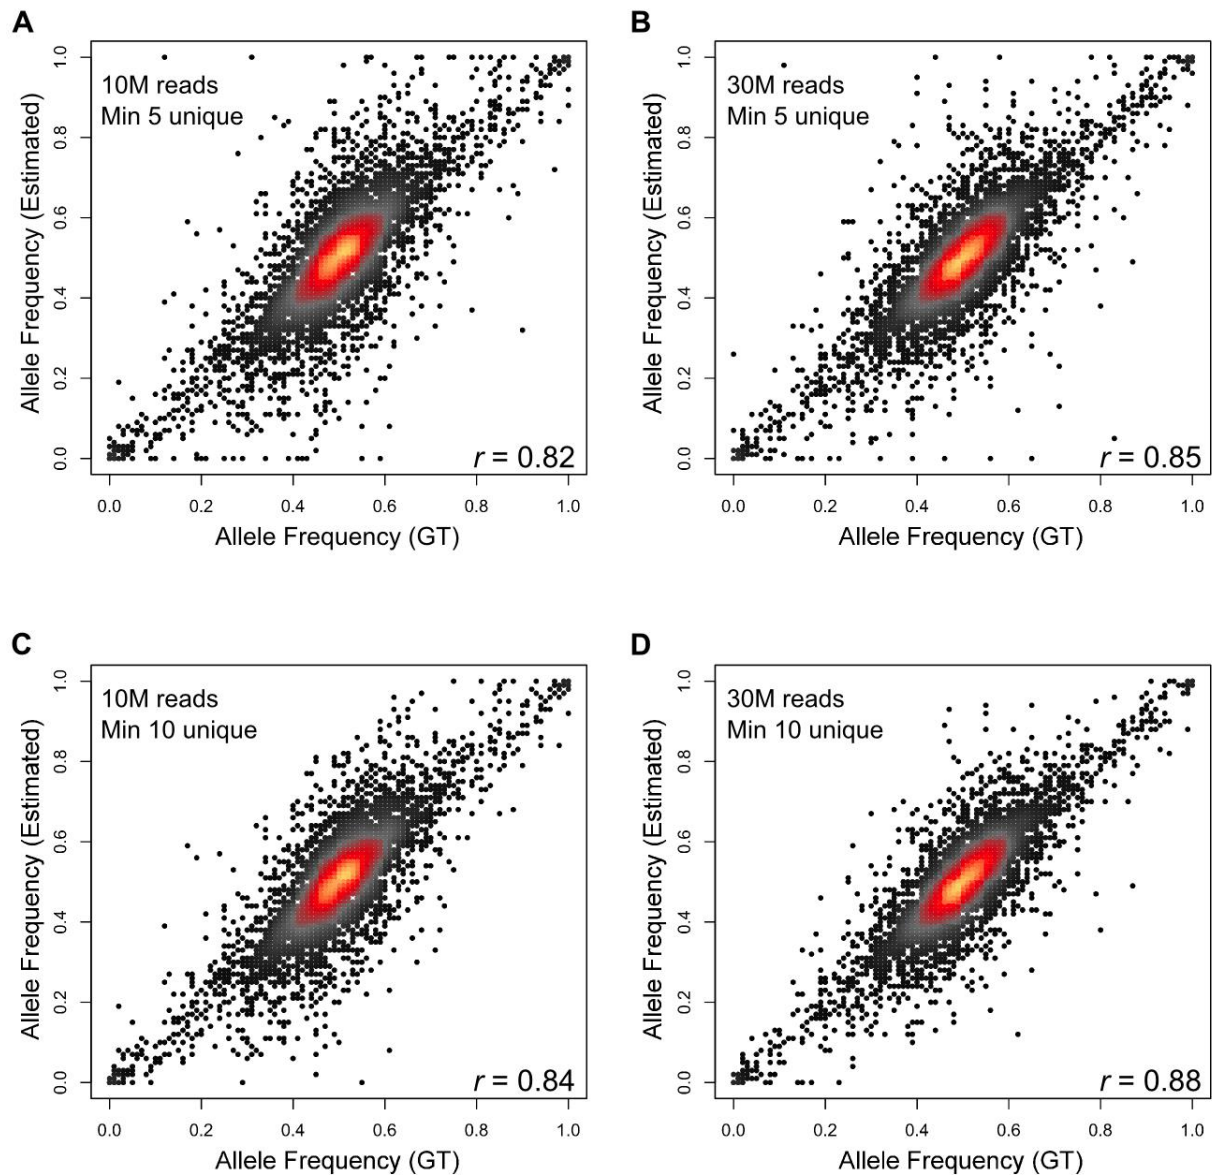 A
10M reads
Min 5 unique
r = 0.82
1.0
0.8
0.6
0.4
0.2
0.0
Allele Frequency (Estimated)
0.0 0.2 0.4 0.6 0.8 1.0
Allele Frequency (GT)
B
30M reads
Min 5 unique
r = 0.85
1.0
0.8
0.6
0.4
0.2
0.0
Allele Frequency (Estimated)
0.0 0.2 0.4 0.6 0.8 1.0
Allele Frequency (GT)
C
10M reads
Min 10 unique
r = 0.84
1.0
0.8
0.6
0.4
0.2
0.0
Allele Frequency (Estimated)
0.0 0.2 0.4 0.6 0.8 1.0
Allele Frequency (GT)
D
30M reads
Min 10 unique
r = 0.88
1.0
0.8
0.6
0.4
0.2
0.0
Allele Frequency (Estimated)
0.0 0.2 0.4 0.6 0.8 1.0
Allele Frequency (GT)